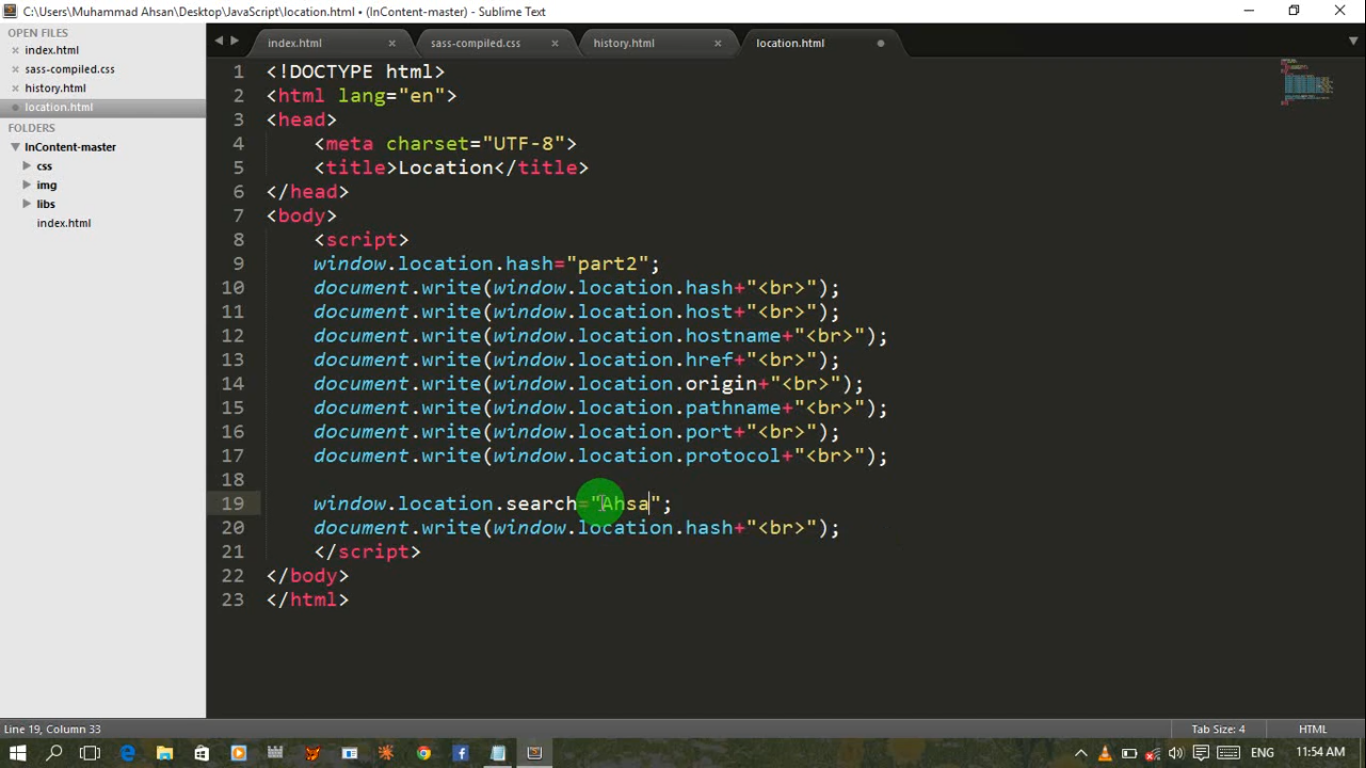 C:\Users\Muhammad Ahsan\Desktop\JavaScript\location.html • (InContent-master) - Sublime Text
OPEN FILES
index.html
sass-compiled.css
history.html
location.html
FOLDERS
InContent-master
css
img
libs
index.html
index.html
sass-compiled.css
history.html
location.html
1 <!DOCTYPE html>
2 <html lang="en">
3 <head>
4     <meta charset="UTF-8">
5     <title>Location</title>
6 </head>
7 <body>
8     <script>
9     window.location.hash="part2";
10     document.write(window.location.hash+"<br>");
11     document.write(window.location.host+"<br>");
12     document.write(window.location.hostname+"<br>");
13     document.write(window.location.href+"<br>");
14     document.write(window.location.origin+"<br>");
15     document.write(window.location.pathname+"<br>");
16     document.write(window.location.port+"<br>");
17     document.write(window.location.protocol+"<br>");
18
19     window.location.search="Ahsa";
20     document.write(window.location.hash+"<br>");
21     </script>
22 </body>
23 </html>
Line 19, Column 33
Tab Size: 4
HTML
ENG
11:54 AM